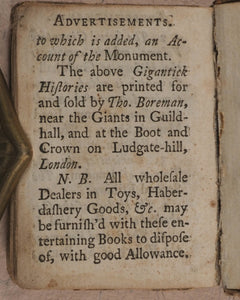 ADVERTISEMENTS.
to which is added, an Ac-
count of the Monument.
The above Gigantick
Hiſtories are printed for
and ſold by Tho. Boreman,
near the Giants in Guild-
hall, and at the Boot and
Crown on Ludgate-hill,
London.
N. B. All wholeſale
Dealers in Toys, Haber-
daſhery Goods, &c. may
be furniſh'd with theſe en-
tertaining Books to diſpoſe
of, with good Allowance.